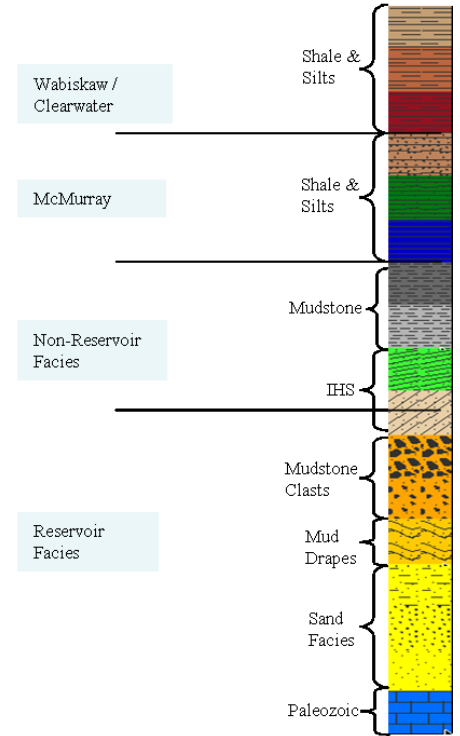 Shale &
Silts
Wabiskaw /
Clearwater
Shale &
Silts
McMurray
Mudstone
Non-Reservoir
Facies
IHS
Mudstone
Clasts
Reservoir
Facies
Mud
Drapes
Sand
Facies
Paleozoic